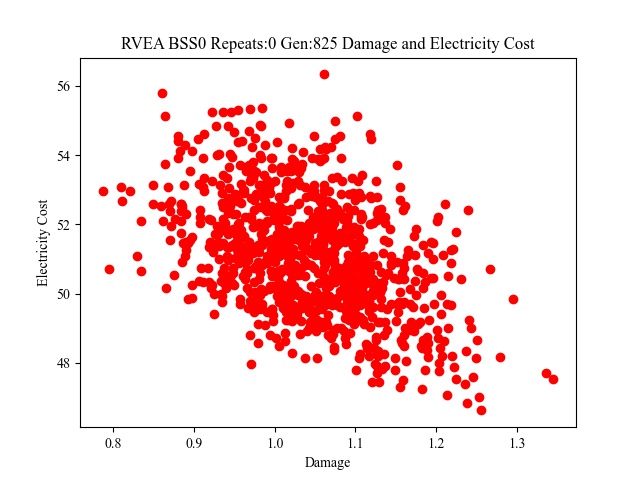 RVEA BSS0 Repeats:0 Gen:825 Damage and Electricity Cost
56
54
52
50
48
Electricity Cost
0.8 0.9 1.0 1.1 1.2 1.3
Damage